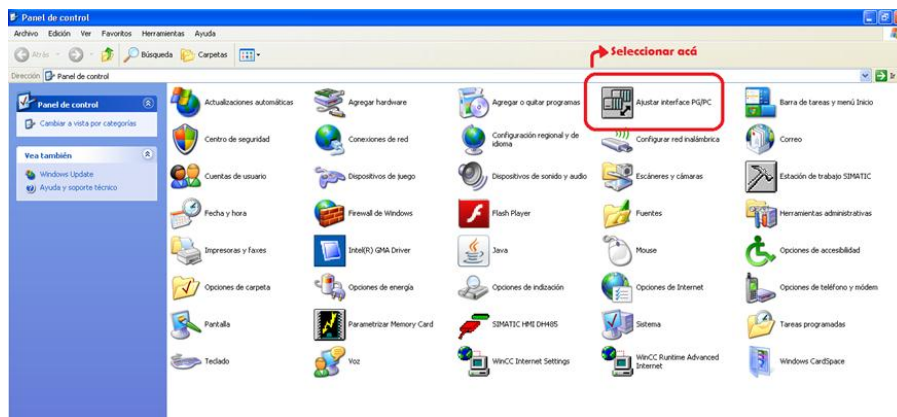 Panel de control
Archivo Edición Ver Favoritos Herramientas Ayuda
Atrás Búsqueda Carpetas
Seleccionar acá
Dirección Panel de control Ir
Panel de control
Cambiar a vista por categorías
Vea también
Windows Update
Ayuda y soporte técnico
Actualizaciones automáticas
Agregar hardware
Agregar o quitar programas
Ajustar interface PG/PC
Barra de tareas y menú Inicio
Centro de seguridad
Conexiones de red
Configuración regional y de
idioma
Configurar red inalámbrica
Correo
Cuentas de usuario
Dispositivos de juego
Dispositivos de sonido y audio
Escáneres y cámaras
Estación de trabajo SIMATIC
Fecha y hora
Firewall de Windows
Flash Player
Fuentes
Herramientas administrativas
Impresoras y faxes
Intel(R) GMA Driver
Java
Mouse
Opciones de accesibilidad
Opciones de carpeta
Opciones de energía
Opciones de indización
Opciones de Internet
Opciones de teléfono y módem
Pantalla
Parametrizar Memory Card
SIMATIC HMI DH485
Sistema
Tareas programadas
Teclado
Voz
WinCC Internet Settings
WinCC Runtime Advanced
Internet
Windows CardSpace